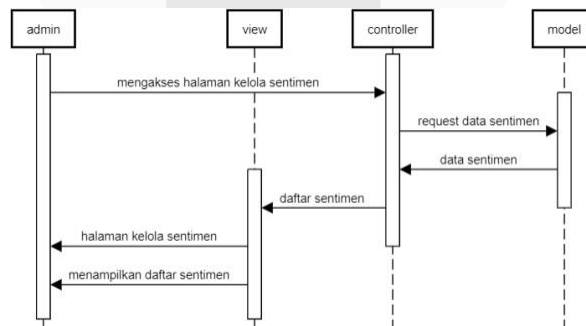 admin
view
controller
model
mengakses halaman kelola sentimen
request data sentimen
data sentimen
daftar sentimen
halaman kelola sentimen
menampilkan daftar sentimen